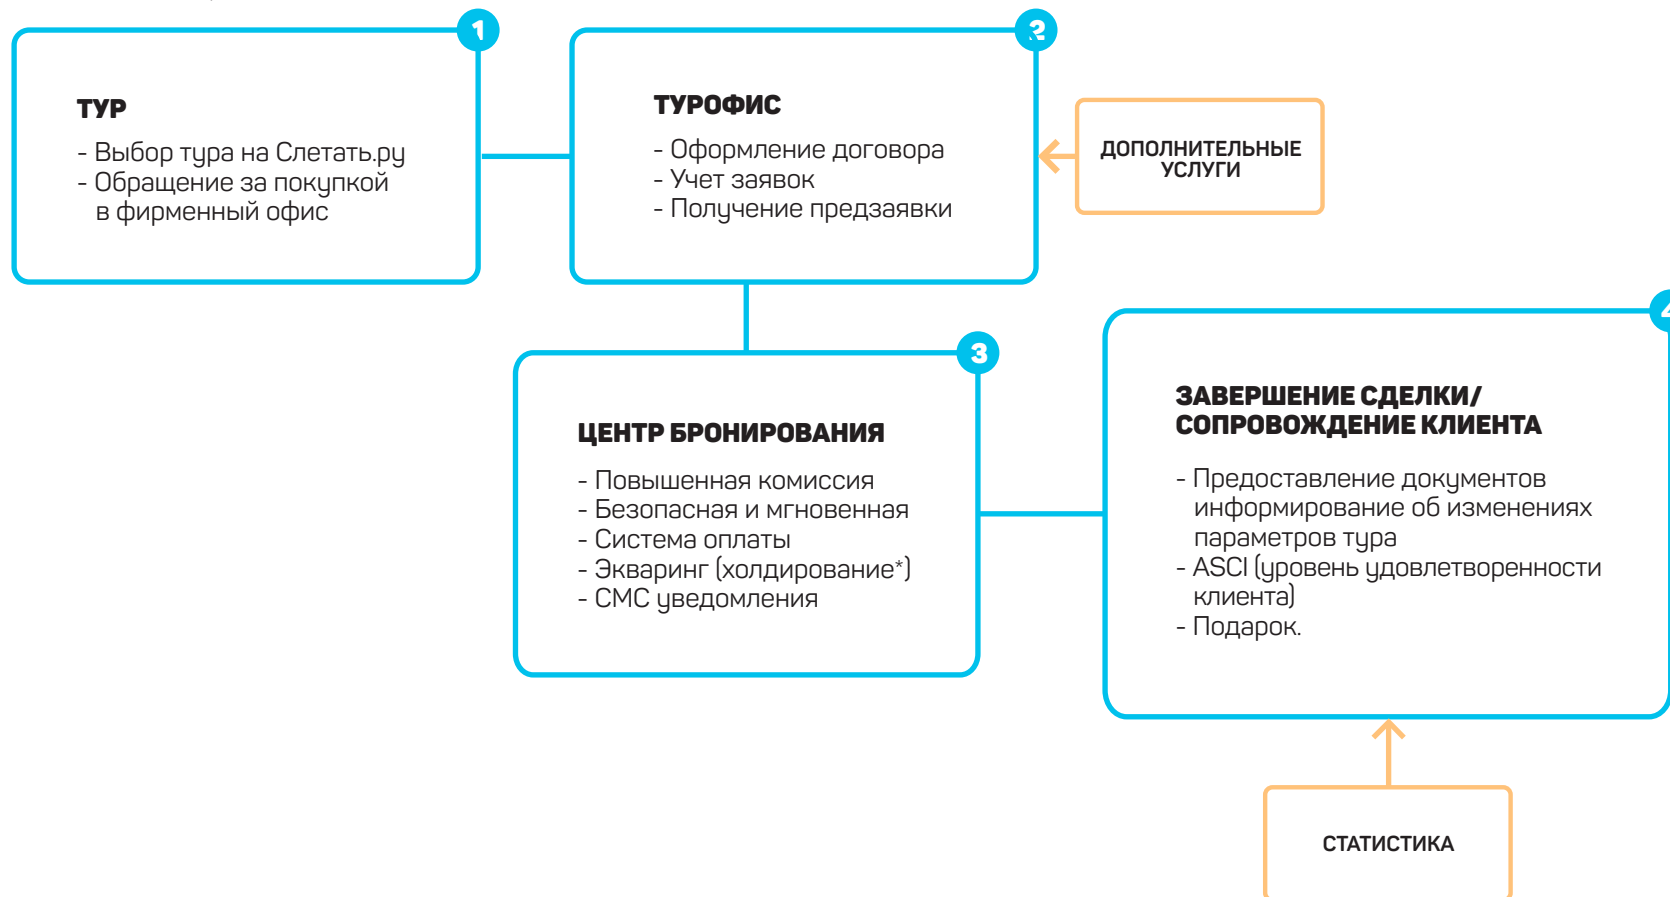 1
ТУР
- Выбор тура на Слетать.ру
- Обращение за покупкой
в фирменный офис
2
ТУРОФИС
- Оформление договора
- Учет заявок
- Получение предзаявки
ДОПОЛНИТЕЛЬНЫЕ
УСЛУГИ
3
ЦЕНТР БРОНИРОВАНИЯ
- Повышенная комиссия
- Безопасная и мгновенная
- Система оплаты
- Экваринг (холдирование*)
- СМС уведомления
4
ЗАВЕРШЕНИЕ СДЕЛКИ/
СОПРОВОЖДЕНИЕ КЛИЕНТА
- Предоставление документов
информирование об изменениях
параметров тура
- ASCI (уровень удовлетворенности
клиента)
- Подарок.
СТАТИСТИКА